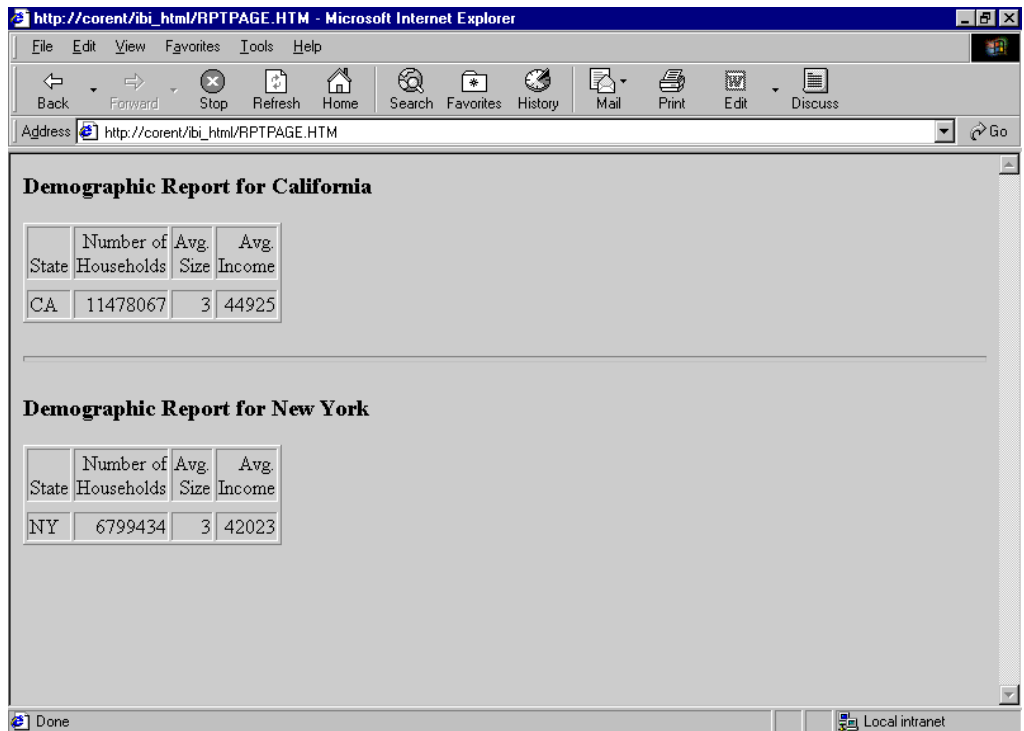 http://corent/ibi_html/RPTPAGE.HTM - Microsoft Internet Explorer
File Edit View Favorites Tools Help
Back Forward Stop Refresh Home Search Favorites History Mail Print Edit Discuss
Address http://corent/ibi_html/RPTPAGE.HTM Go
Demographic Report for California
Number of Avg. Avg.
State Households Size Income
CA 11478067 3 44925
Demographic Report for New York
Number of Avg. Avg.
State Households Size Income
NY 6799434 3 42023
Done Local intranet